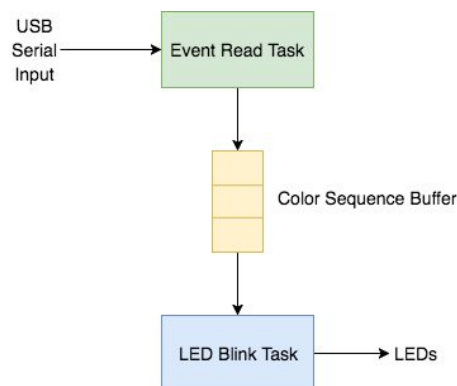 USB
Serial
Input
Event Read Task
Color Sequence Buffer
LED Blink Task
LEDs